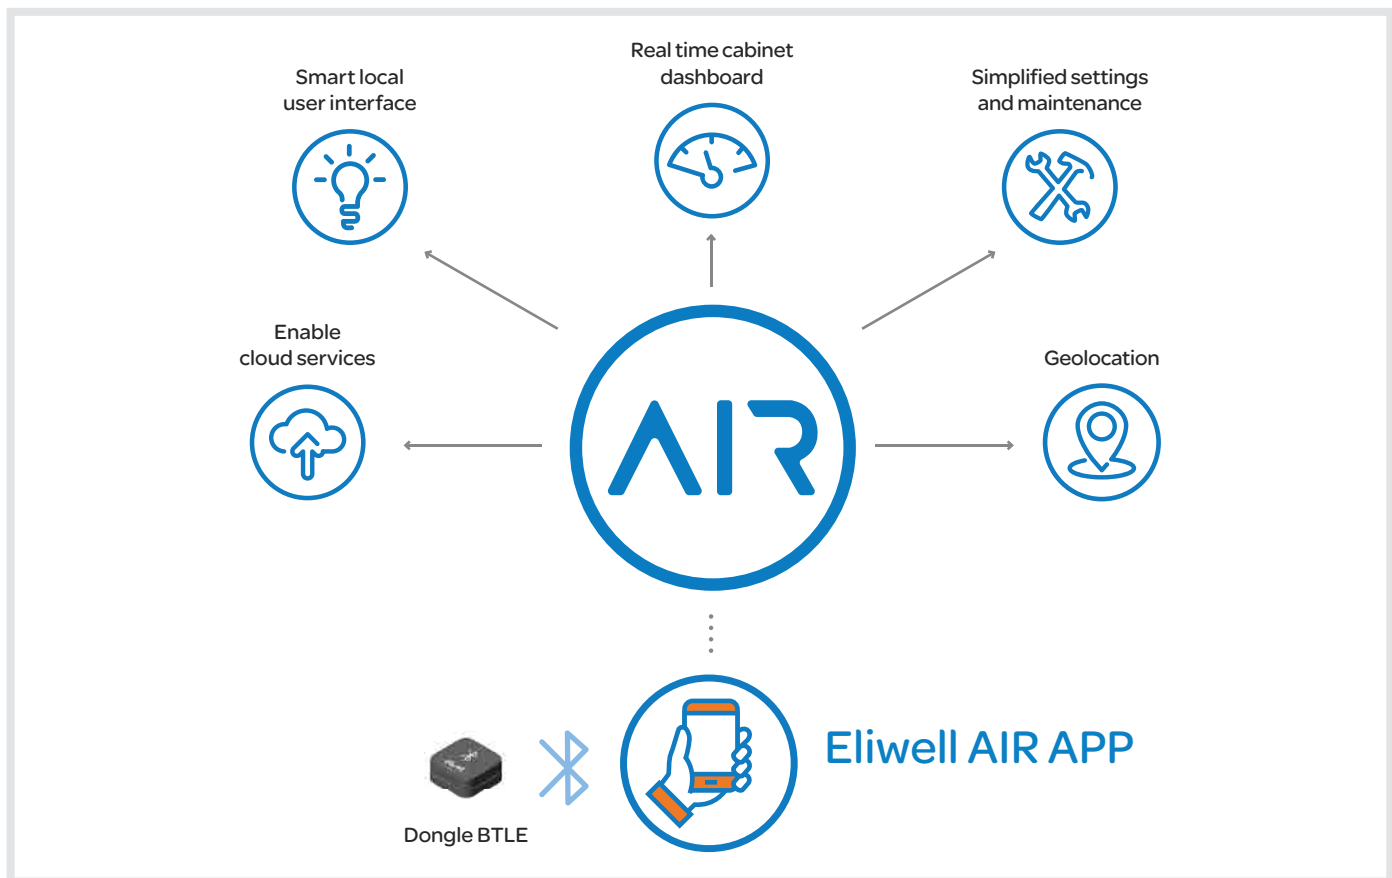 Real time cabinet
dashboard
Smart local
user interface
Simplified settings
and maintenance
Enable
cloud services
Geolocation
AIR
Eliwell AIR APP
Dongle BTLE